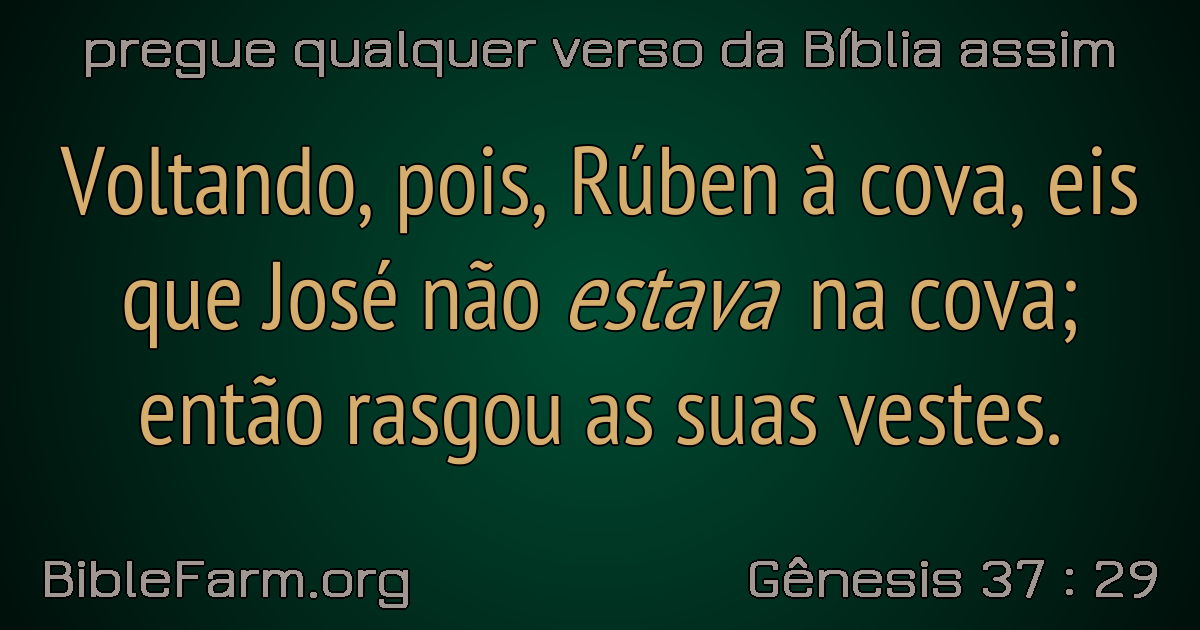 pregue qualquer verso da Bíblia assim
Voltando, pois, Rúben à cova, eis
que José não estava na cova;
então rasgou as suas vestes.
BibleFarm.org
Gênesis 37 : 29